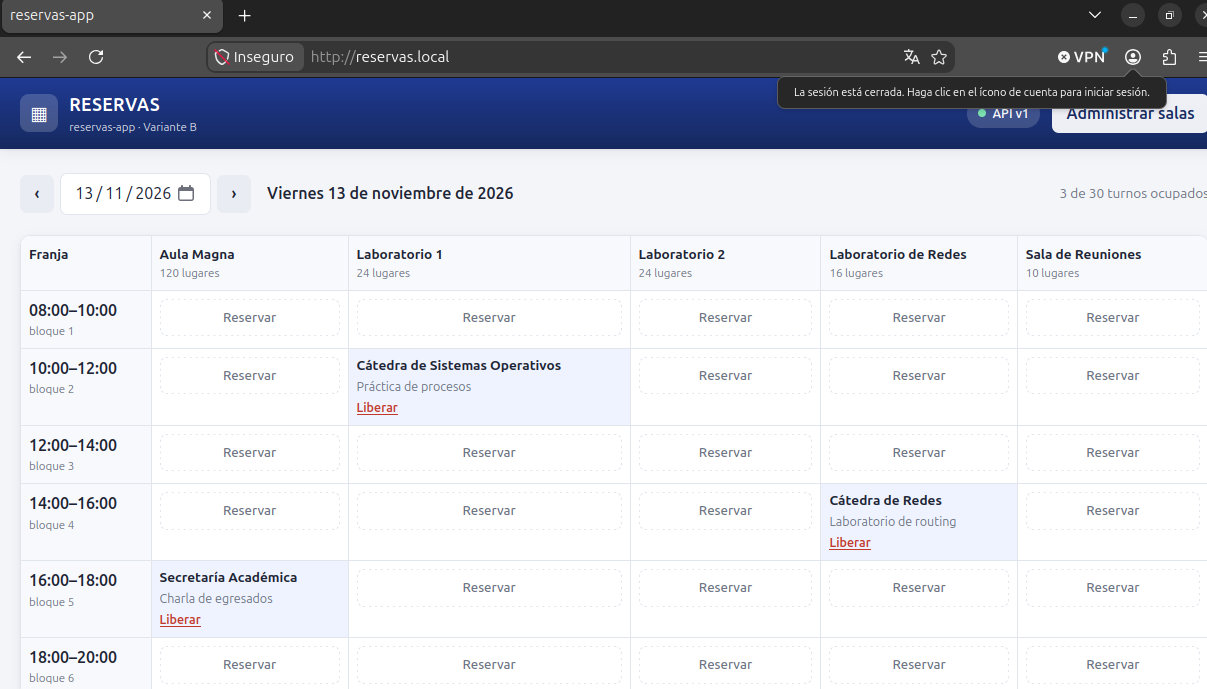 reservas-app
Inseguro http://reservas.local VPN
La sesión está cerrada. Haga clic en el ícono de cuenta para iniciar sesión.
RESERVAS
reservas-app · Variante B
API v1
Administrar salas
13/11/2026
Viernes 13 de noviembre de 2026
3 de 30 turnos ocupados
Franja Aula Magna Laboratorio 1 Laboratorio 2 Laboratorio de Redes Sala de Reuniones
120 lugares 24 lugares 24 lugares 16 lugares 10 lugares
08:00–10:00 Reservar Reservar Reservar Reservar Reservar
bloque 1
10:00–12:00 Reservar Cátedra de Sistemas Operativos Reservar Reservar Reservar
bloque 2 Práctica de procesos
Liberar
12:00–14:00 Reservar Reservar Reservar Reservar Reservar
bloque 3
14:00–16:00 Reservar Reservar Reservar Cátedra de Redes Reservar
bloque 4 Laboratorio de routing
Liberar
16:00–18:00 Secretaría Académica Reservar Reservar Reservar Reservar
bloque 5 Charla de egresados
Liberar
18:00–20:00 Reservar Reservar Reservar Reservar Reservar
bloque 6